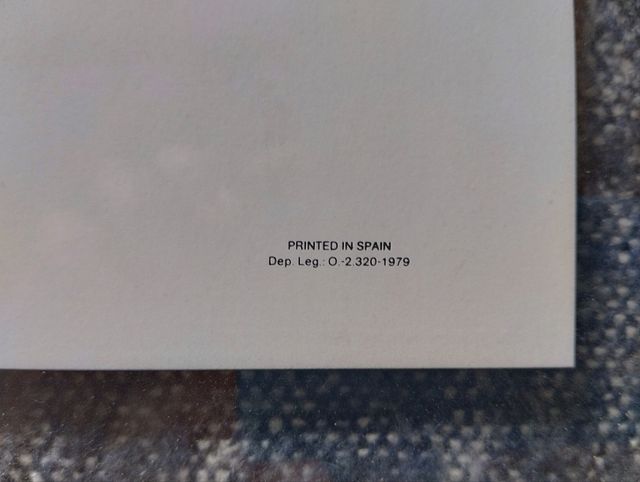 PRINTED IN SPAIN
Dep. Leg.: O.-2.320-1979